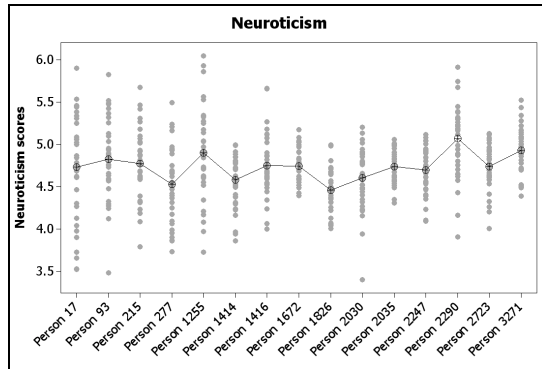 Neuroticism
Neuroticism scores
6.0
5.5
5.0
4.5
4.0
3.5
Person 17
Person 93
Person 215
Person 277
Person 1255
Person 1414
Person 1416
Person 1672
Person 1826
Person 2030
Person 2035
Person 2247
Person 2290
Person 2723
Person 3271